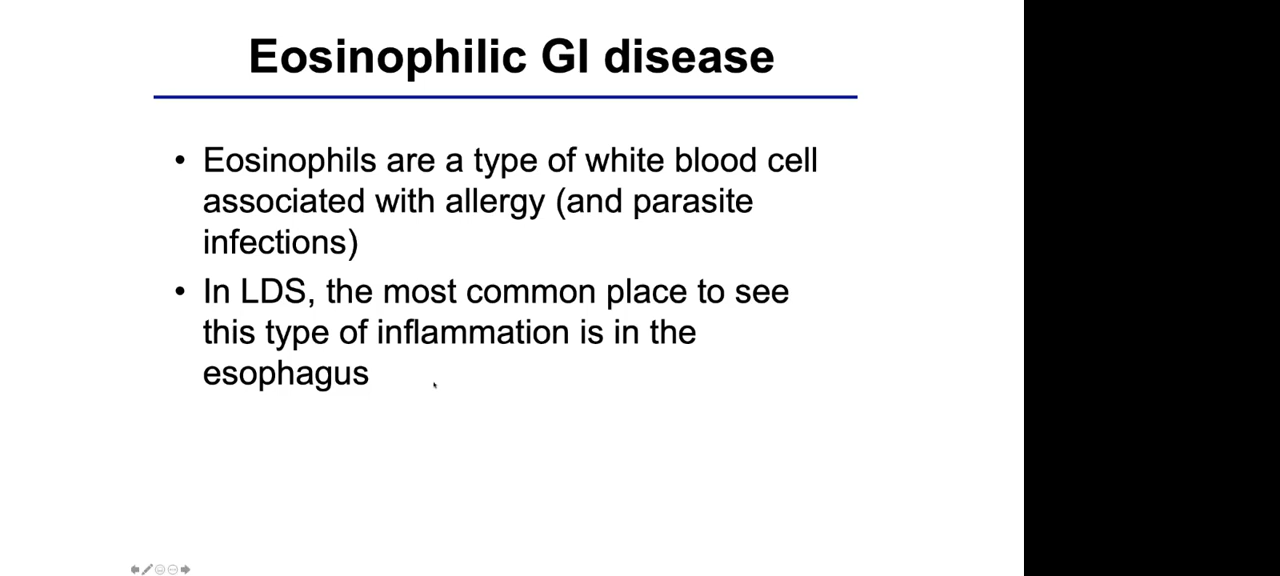 Eosinophilic GI disease
• Eosinophils are a type of white blood cell
associated with allergy (and parasite
infections)
• In LDS, the most common place to see
this type of inflammation is in the
esophagus